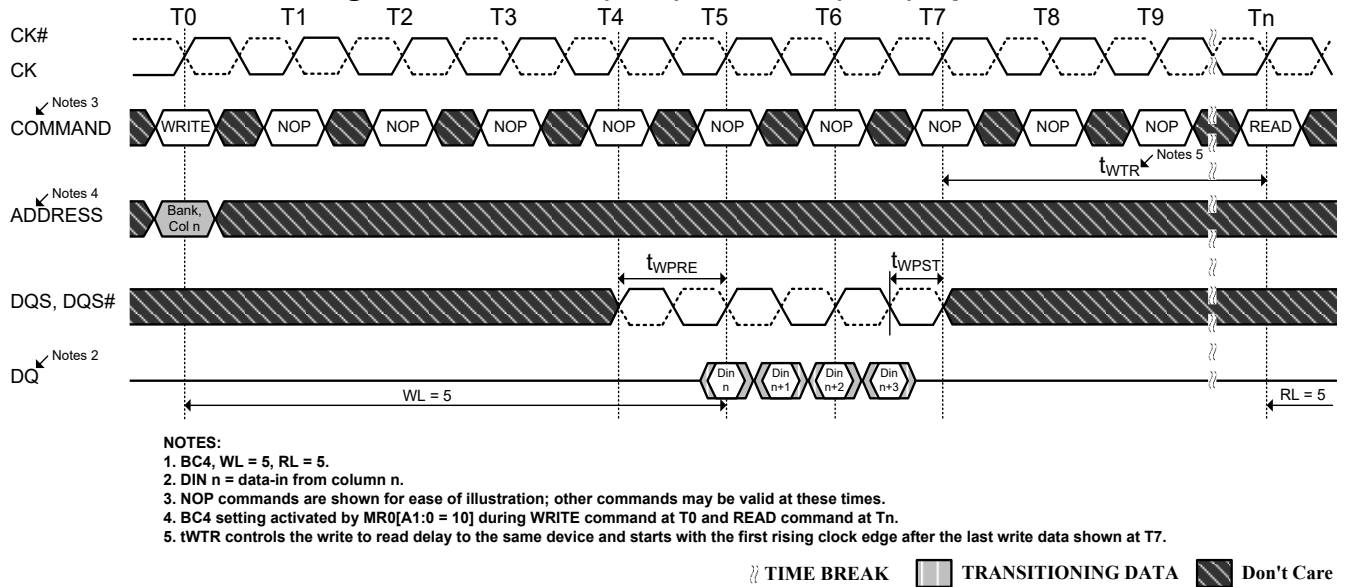 T0 T1 T2 T3 T4 T5 T6 T7 T8 T9 Tn
CK#
CK
Notes 3
COMMAND
WRITE NOP NOP NOP NOP NOP NOP NOP NOP NOP READ
tWTR Notes 5
Notes 4
ADDRESS
Bank,
Col n
tWPRE tWPST
DQS, DQS#
Notes 2
DQ
Din
n
Din
n+1
Din
n+2
Din
n+3
WL = 5
RL = 5
NOTES:
1. BC4, WL = 5, RL = 5.
2. DIN n = data-in from column n.
3. NOP commands are shown for ease of illustration; other commands may be valid at these times.
4. BC4 setting activated by MR0[A1:0 = 10] during WRITE command at T0 and READ command at Tn.
5. tWTR controls the write to read delay to the same device and starts with the first rising clock edge after the last write data shown at T7.
TIME BREAK TRANSITIONING DATA Don't Care